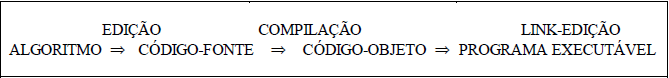 EDIÇÃO COMPILAÇÃO LINK-EDIÇÃO
ALGORITMO ⇒ CÓDIGO-FONTE ⇒ CÓDIGO-OBJETO ⇒ PROGRAMA EXECUTÁVEL